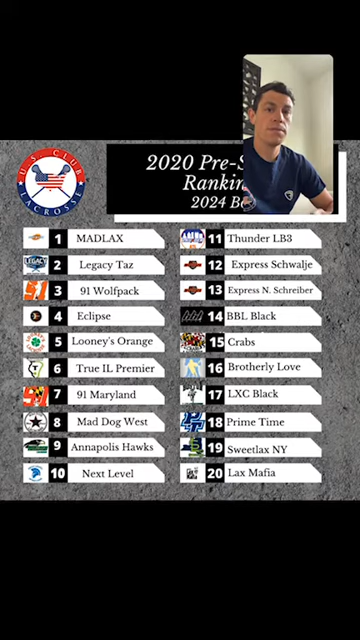 U.S. CLUB
LACROSSE
2020 Pre-S
Rankin
2024 Bo
1 MADLAX
2 Legacy Taz
3 91 Wolfpack
4 Eclipse
5 Looney's Orange
6 True IL Premier
7 91 Maryland
8 Mad Dog West
9 Annapolis Hawks
10 Next Level
11 Thunder LB3
12 Express Schwalje
13 Express N. Schreiber
14 BBL Black
15 Crabs
16 Brotherly Love
17 LXC Black
18 Prime Time
19 Sweetlax NY
20 Lax Mafia